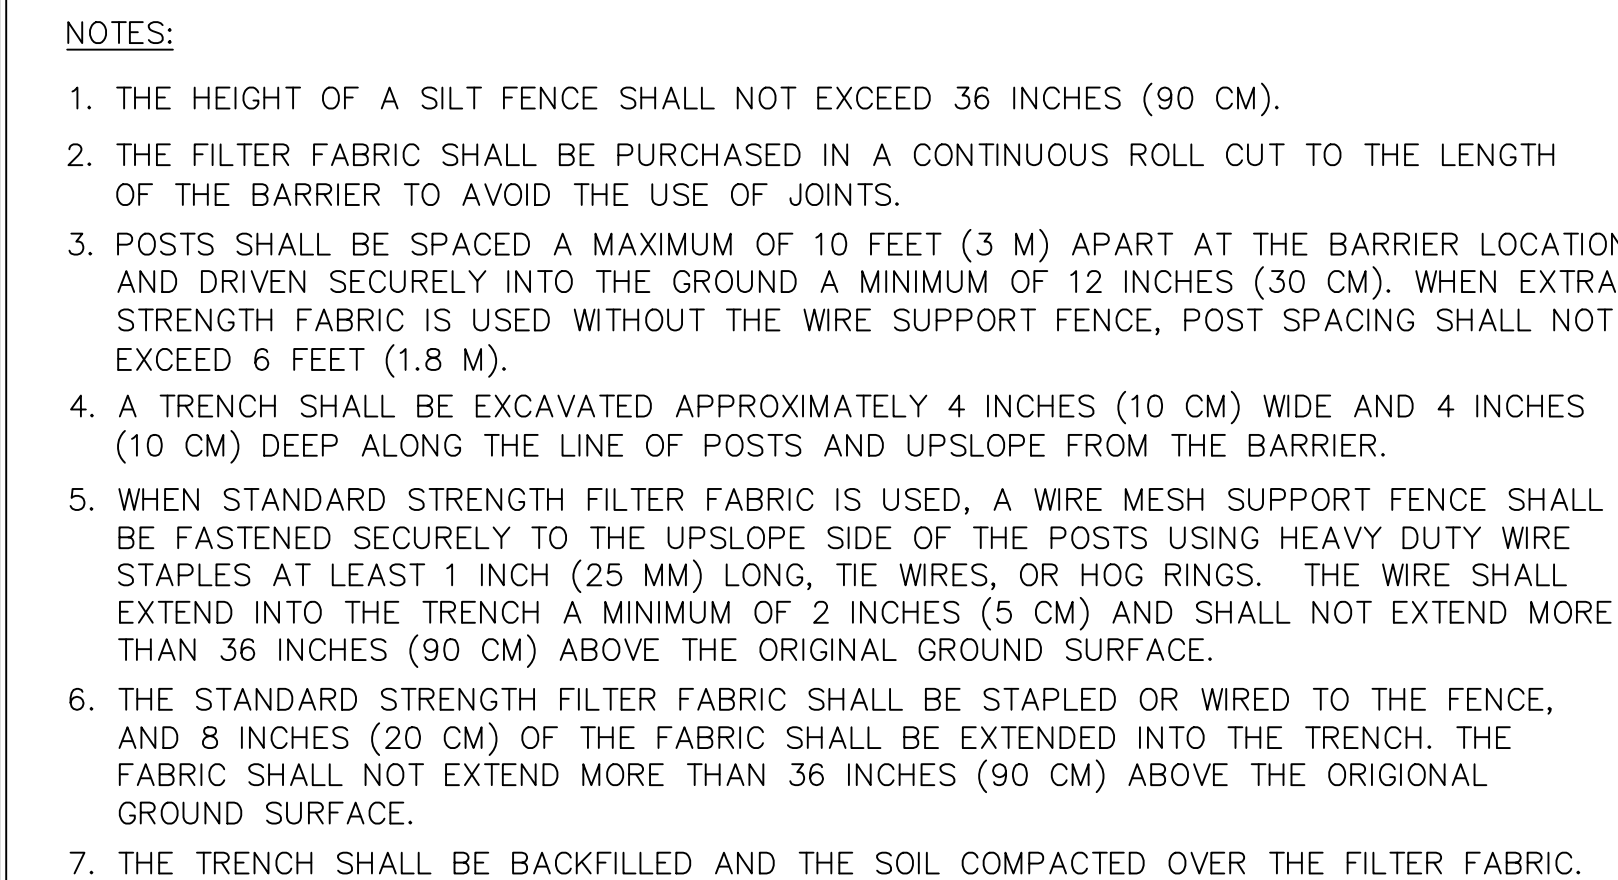 NOTES:
1. THE HEIGHT OF A SILT FENCE SHALL NOT EXCEED 36 INCHES (90 CM).
2. THE FILTER FABRIC SHALL BE PURCHASED IN A CONTINUOUS ROLL CUT TO THE LENGTH
OF THE BARRIER TO AVOID THE USE OF JOINTS.
3. POSTS SHALL BE SPACED A MAXIMUM OF 10 FEET (3 M) APART AT THE BARRIER LOCATION
AND DRIVEN SECURELY INTO THE GROUND A MINIMUM OF 12 INCHES (30 CM). WHEN EXTRA
STRENGTH FABRIC IS USED WITHOUT THE WIRE SUPPORT FENCE, POST SPACING SHALL NOT
EXCEED 6 FEET (1.8 M).
4. A TRENCH SHALL BE EXCAVATED APPROXIMATELY 4 INCHES (10 CM) WIDE AND 4 INCHES
(10 CM) DEEP ALONG THE LINE OF POSTS AND UPSLOPE FROM THE BARRIER.
5. WHEN STANDARD STRENGTH FILTER FABRIC IS USED, A WIRE MESH SUPPORT FENCE SHALL
BE FASTENED SECURELY TO THE UPSLOPE SIDE OF THE POSTS USING HEAVY DUTY WIRE
STAPLES AT LEAST 1 INCH (25 MM) LONG, TIE WIRES, OR HOG RINGS. THE WIRE SHALL
EXTEND INTO THE TRENCH A MINIMUM OF 2 INCHES (5 CM) AND SHALL NOT EXTEND MORE
THAN 36 INCHES (90 CM) ABOVE THE ORIGINAL GROUND SURFACE.
6. THE STANDARD STRENGTH FILTER FABRIC SHALL BE STAPLED OR WIRED TO THE FENCE,
AND 8 INCHES (20 CM) OF THE FABRIC SHALL BE EXTENDED INTO THE TRENCH. THE
FABRIC SHALL NOT EXTEND MORE THAN 36 INCHES (90 CM) ABOVE THE ORIGIONAL
GROUND SURFACE.
7. THE TRENCH SHALL BE BACKFILLED AND THE SOIL COMPACTED OVER THE FILTER FABRIC.